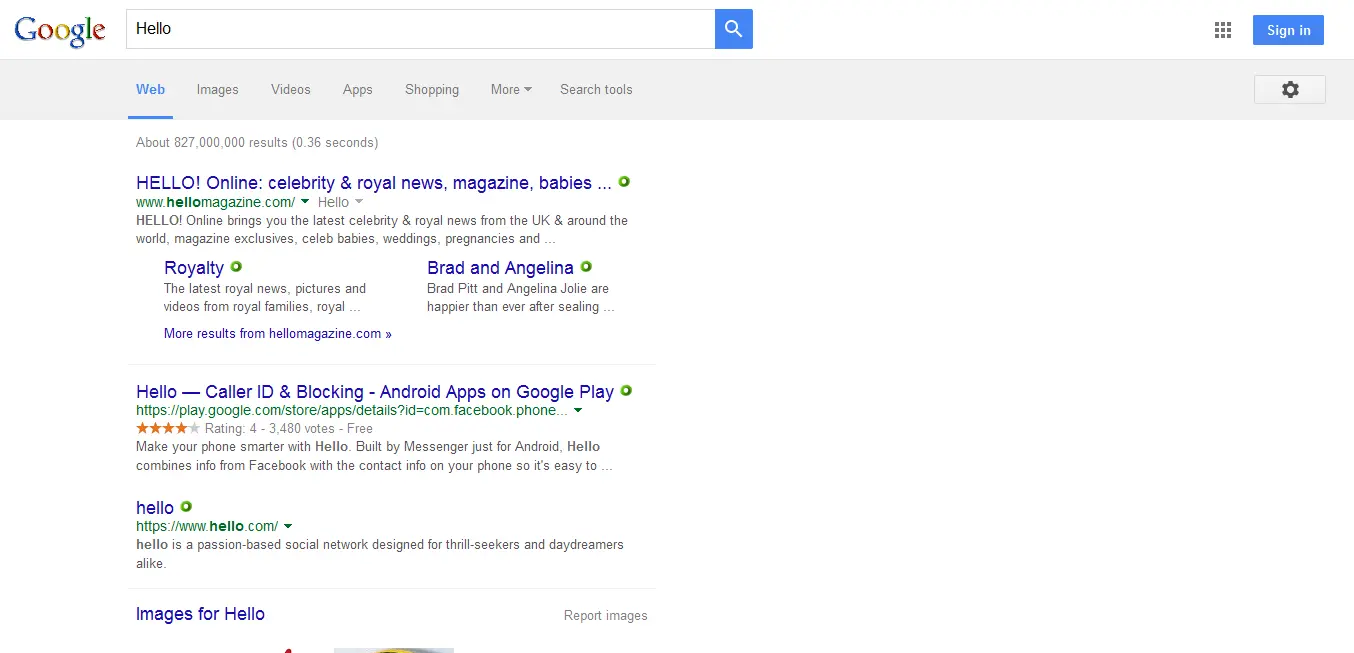 Google
Hello
Sign in
Web Images Videos Apps Shopping More Search tools
About 827,000,000 results (0.36 seconds)
HELLO! Online: celebrity & royal news, magazine, babies ...
www.hellomagazine.com/ Hello
HELLO! Online brings you the latest celebrity & royal news from the UK & around the
world, magazine exclusives, celeb babies, weddings, pregnancies and ...
Royalty
The latest royal news, pictures and
videos from royal families, royal ...
Brad and Angelina
Brad Pitt and Angelina Jolie are
happier than ever after sealing ...
More results from hellomagazine.com »
Hello — Caller ID & Blocking - Android Apps on Google Play
https://play.google.com/store/apps/details?id=com.facebook.phone...
Rating: 4 - 3,480 votes - Free
Make your phone smarter with Hello. Built by Messenger just for Android, Hello
combines info from Facebook with the contact info on your phone so it's easy to ...
hello
https://www.hello.com/
hello is a passion-based social network designed for thrill-seekers and daydreamers
alike.
Images for Hello
Report images